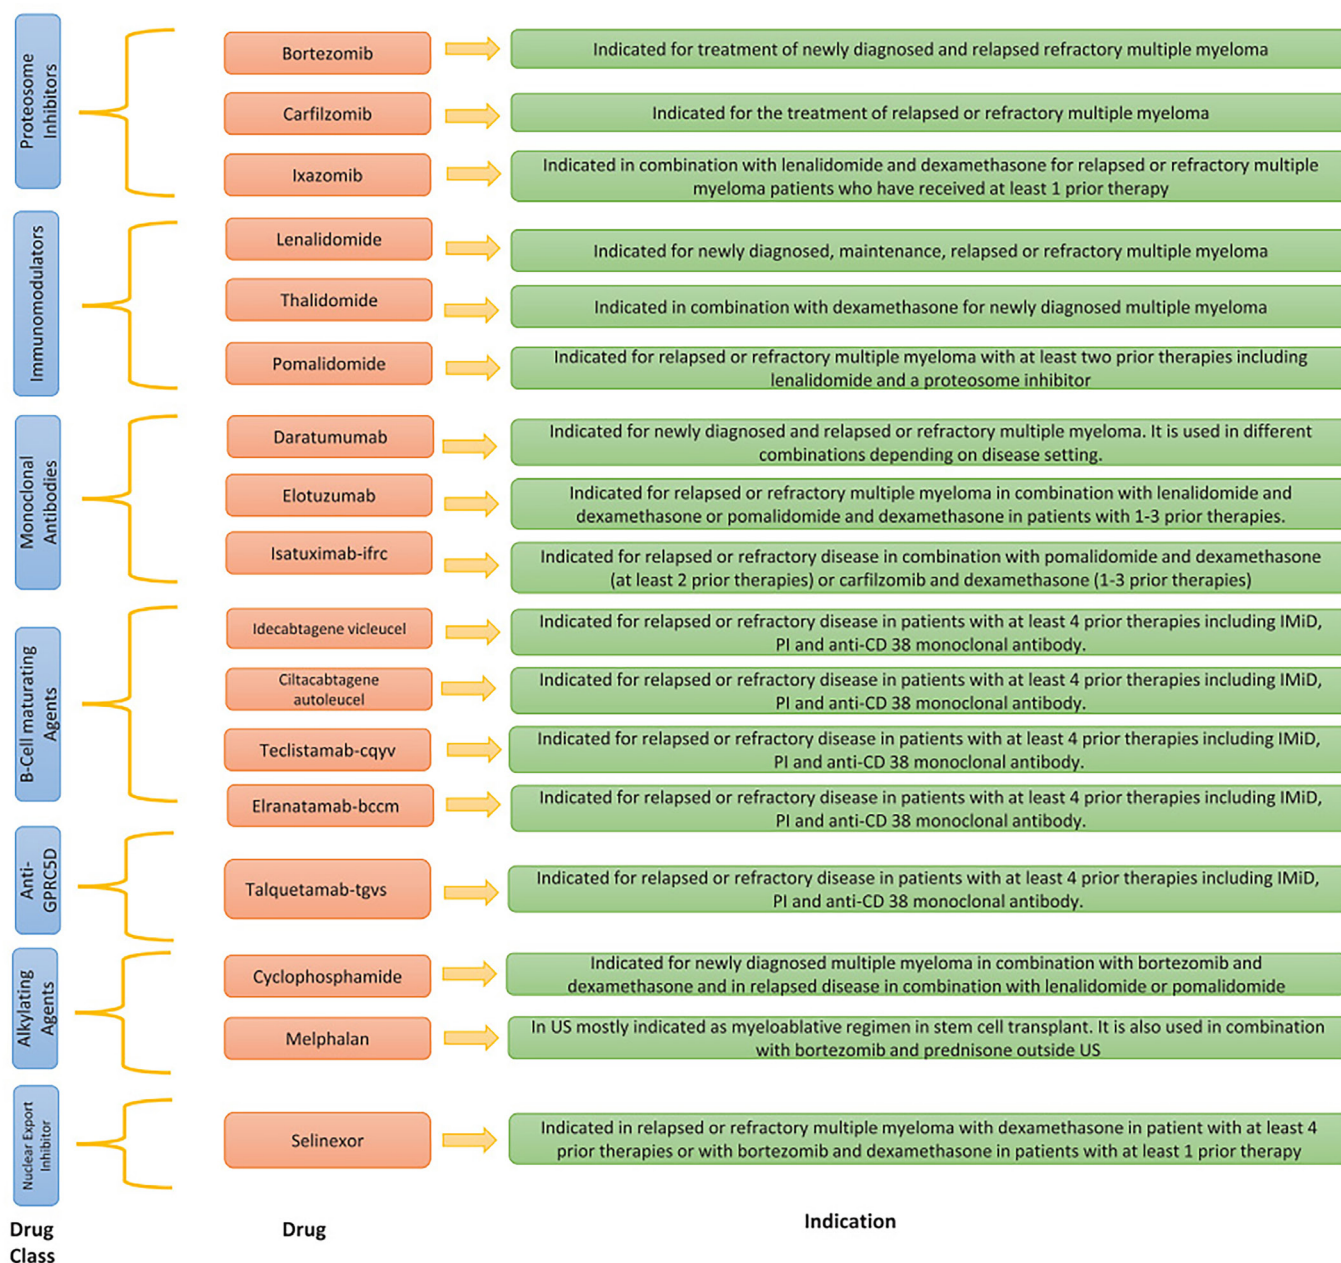 Proteosome
Inhibitors
Bortezomib
Indicated for treatment of newly diagnosed and relapsed refractory multiple myeloma
Carfilzomib
Indicated for the treatment of relapsed or refractory multiple myeloma
Ixazomib
Indicated in combination with lenalidomide and dexamethasone for relapsed or refractory multiple
myeloma patients who have received at least 1 prior therapy
Immunomodulators
Lenalidomide
Indicated for newly diagnosed, maintenance, relapsed or refractory multiple myeloma
Thalidomide
Indicated in combination with dexamethasone for newly diagnosed multiple myeloma
Pomalidomide
Indicated for relapsed or refractory multiple myeloma with at least two prior therapies including
lenalidomide and a proteosome inhibitor
Monoclonal
Antibodies
Daratumumab
Indicated for newly diagnosed and relapsed or refractory multiple myeloma. It is used in different
combinations depending on disease setting.
Elotuzumab
Indicated for relapsed or refractory multiple myeloma in combination with lenalidomide and
dexamethasone or pomalidomide and dexamethasone in patients with 1-3 prior therapies.
Isatuximab-ifrc
Indicated for relapsed or refractory disease in combination with pomalidomide and dexamethasone
(at least 2 prior therapies) or carfilzomib and dexamethasone (1-3 prior therapies)
B-Cell maturating
Agents
Idecabtagene vicleucel
Indicated for relapsed or refractory disease in patients with at least 4 prior therapies including IMiD,
PI and anti-CD 38 monoclonal antibody.
Ciltacabtagene
autoleucel
Indicated for relapsed or refractory disease in patients with at least 4 prior therapies including IMiD,
PI and anti-CD 38 monoclonal antibody.
Teclistamab-cqyv
Indicated for relapsed or refractory disease in patients with at least 4 prior therapies including IMiD,
PI and anti-CD 38 monoclonal antibody.
Elranatamab-bccm
Indicated for relapsed or refractory disease in patients with at least 4 prior therapies including IMiD,
PI and anti-CD 38 monoclonal antibody.
Anti-
GPRC5D
Talquetamab-tgvs
Indicated for relapsed or refractory disease in patients with at least 4 prior therapies including IMiD,
PI and anti-CD 38 monoclonal antibody.
Alkylating
Agents
Cyclophosphamide
Indicated for newly diagnosed multiple myeloma in combination with bortezomib and
dexamethasone and in relapsed disease in combination with lenalidomide or pomalidomide
Melphalan
In US mostly indicated as myeloablative regimen in stem cell transplant. It is also used in combination
with bortezomib and prednisone outside US
Nuclear Export
Inhibitor
Selinexor
Indicated in relapsed or refractory multiple myeloma with dexamethasone in patient with at least 4
prior therapies or with bortezomib and dexamethasone in patients with at least 1 prior therapy
Drug
Class
Drug
Indication